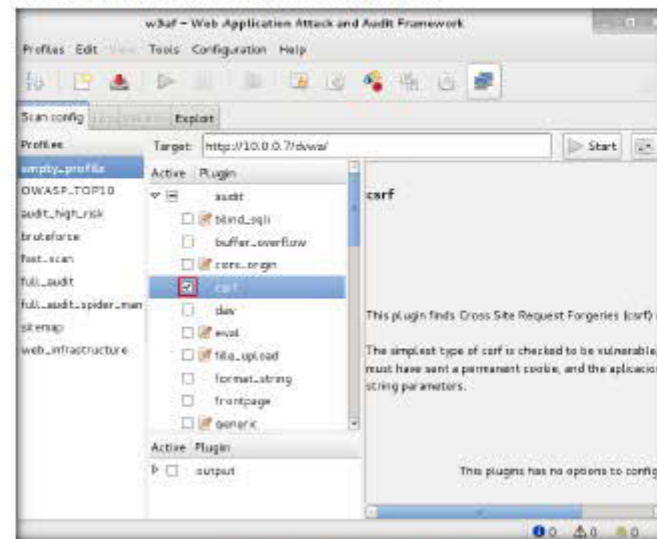 w3af - Web Application Attack and Audit Framework
Profiles Edit View Tools Configuration Help
Scan config Exploit
Profiles
empty_profile
OWASP_TOP10
audit_high_risk
bruteforce
fast_scan
full_audit
full_audit_spider_man
sitemap
web_infrastructure
Target: http://10.0.0.7/dvwa/ Start
Active Plugin
audit
blind_sqli
buffer_overflow
cors_origin
csrf
dav
eval
file_upload
format_string
frontpage
generic
Active Plugin
output
csrf
This plugin finds Cross Site Request Forgeries (csrf)
The simplest type of csrf is checked to be vulnerable,
must have sent a permanent cookie, and the aplicacion
string parameters.
This plugins has no options to config
0 0 0